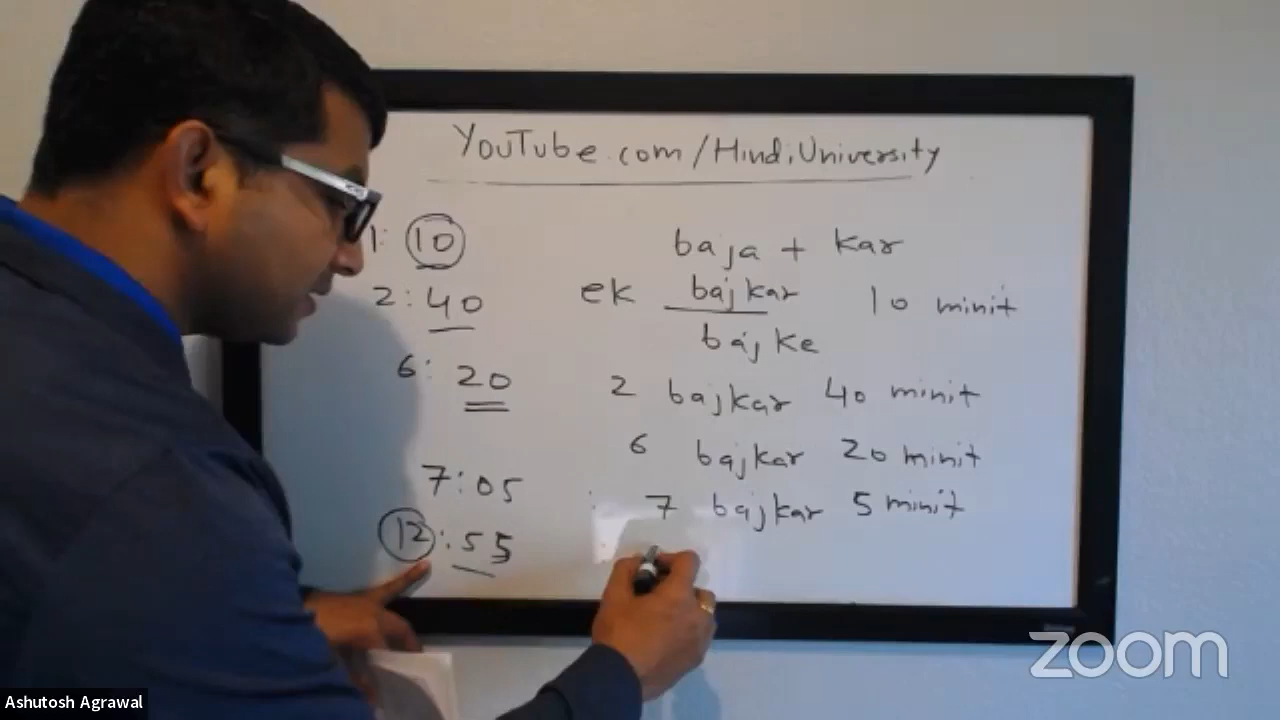 YouTube.com/HindiUniversity
1: 10
baja + kar
2: 40
ek bajkar 10 minit
bajke
6: 20
2 bajkar 40 minit
6 bajkar 20 minit
7:05
7 bajkar 5 minit
12:55
zoom
Ashutosh Agrawal